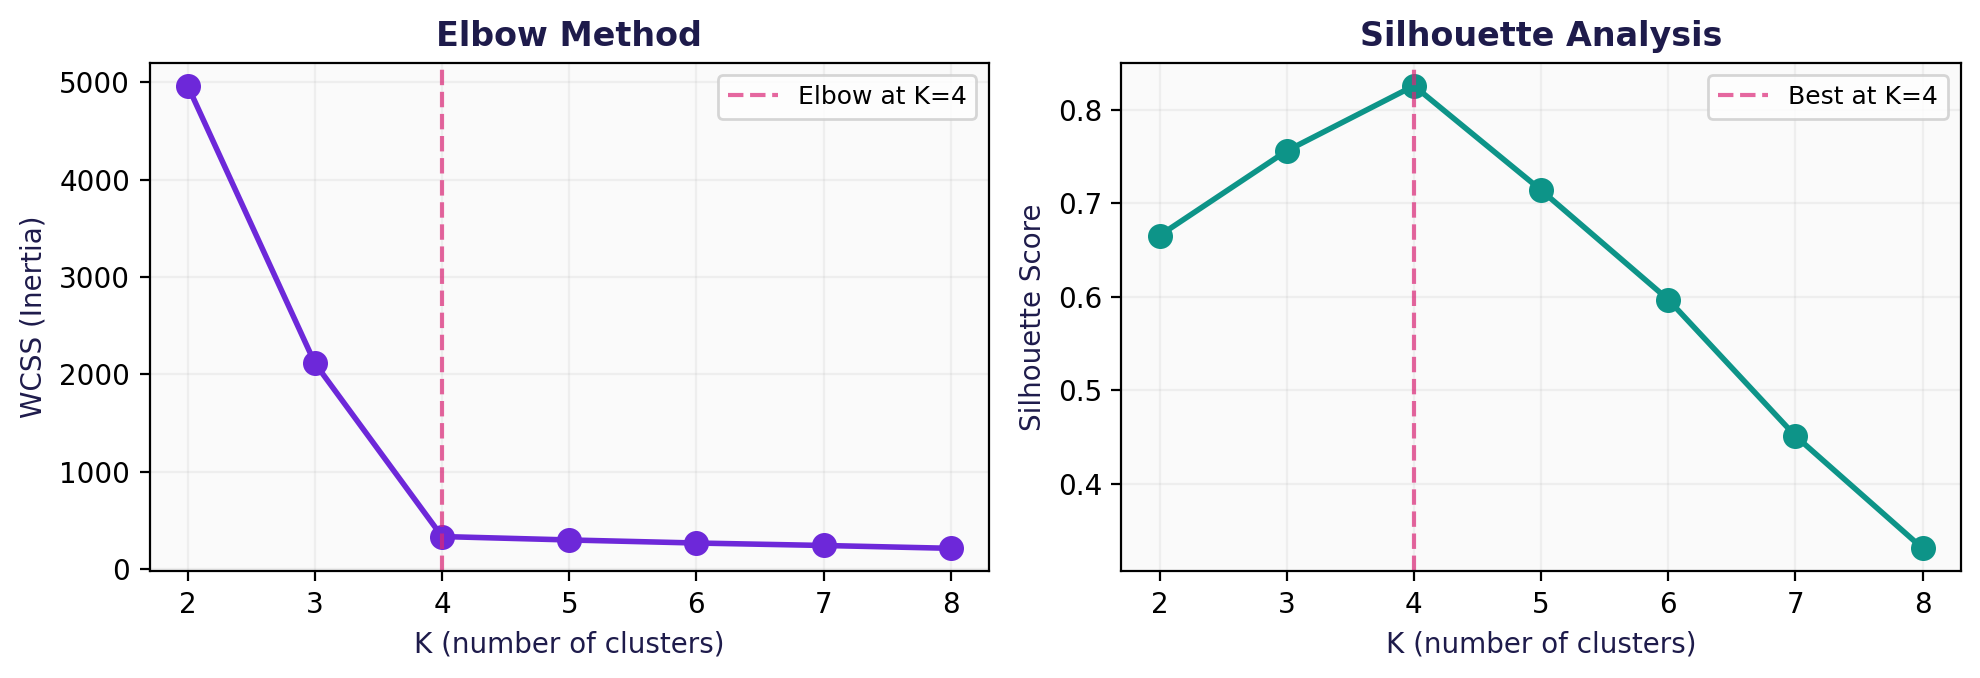 Elbow Method
5000
4000
3000
2000
1000
0
WCSS (Inertia)
Elbow at K=4
2 3 4 5 6 7 8
K (number of clusters)
Silhouette Analysis
0.8
0.7
0.6
0.5
0.4
Silhouette Score
Best at K=4
2 3 4 5 6 7 8
K (number of clusters)